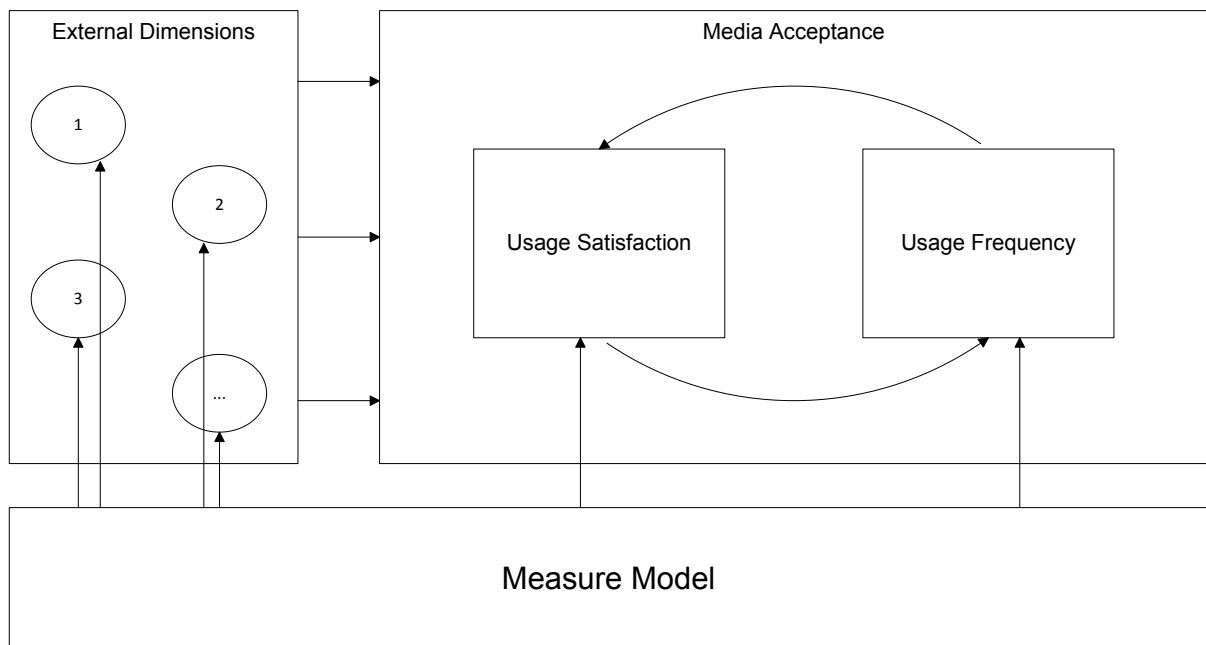 External Dimensions
Media Acceptance
1
2
3
...
Usage Satisfaction
Usage Frequency
Measure Model